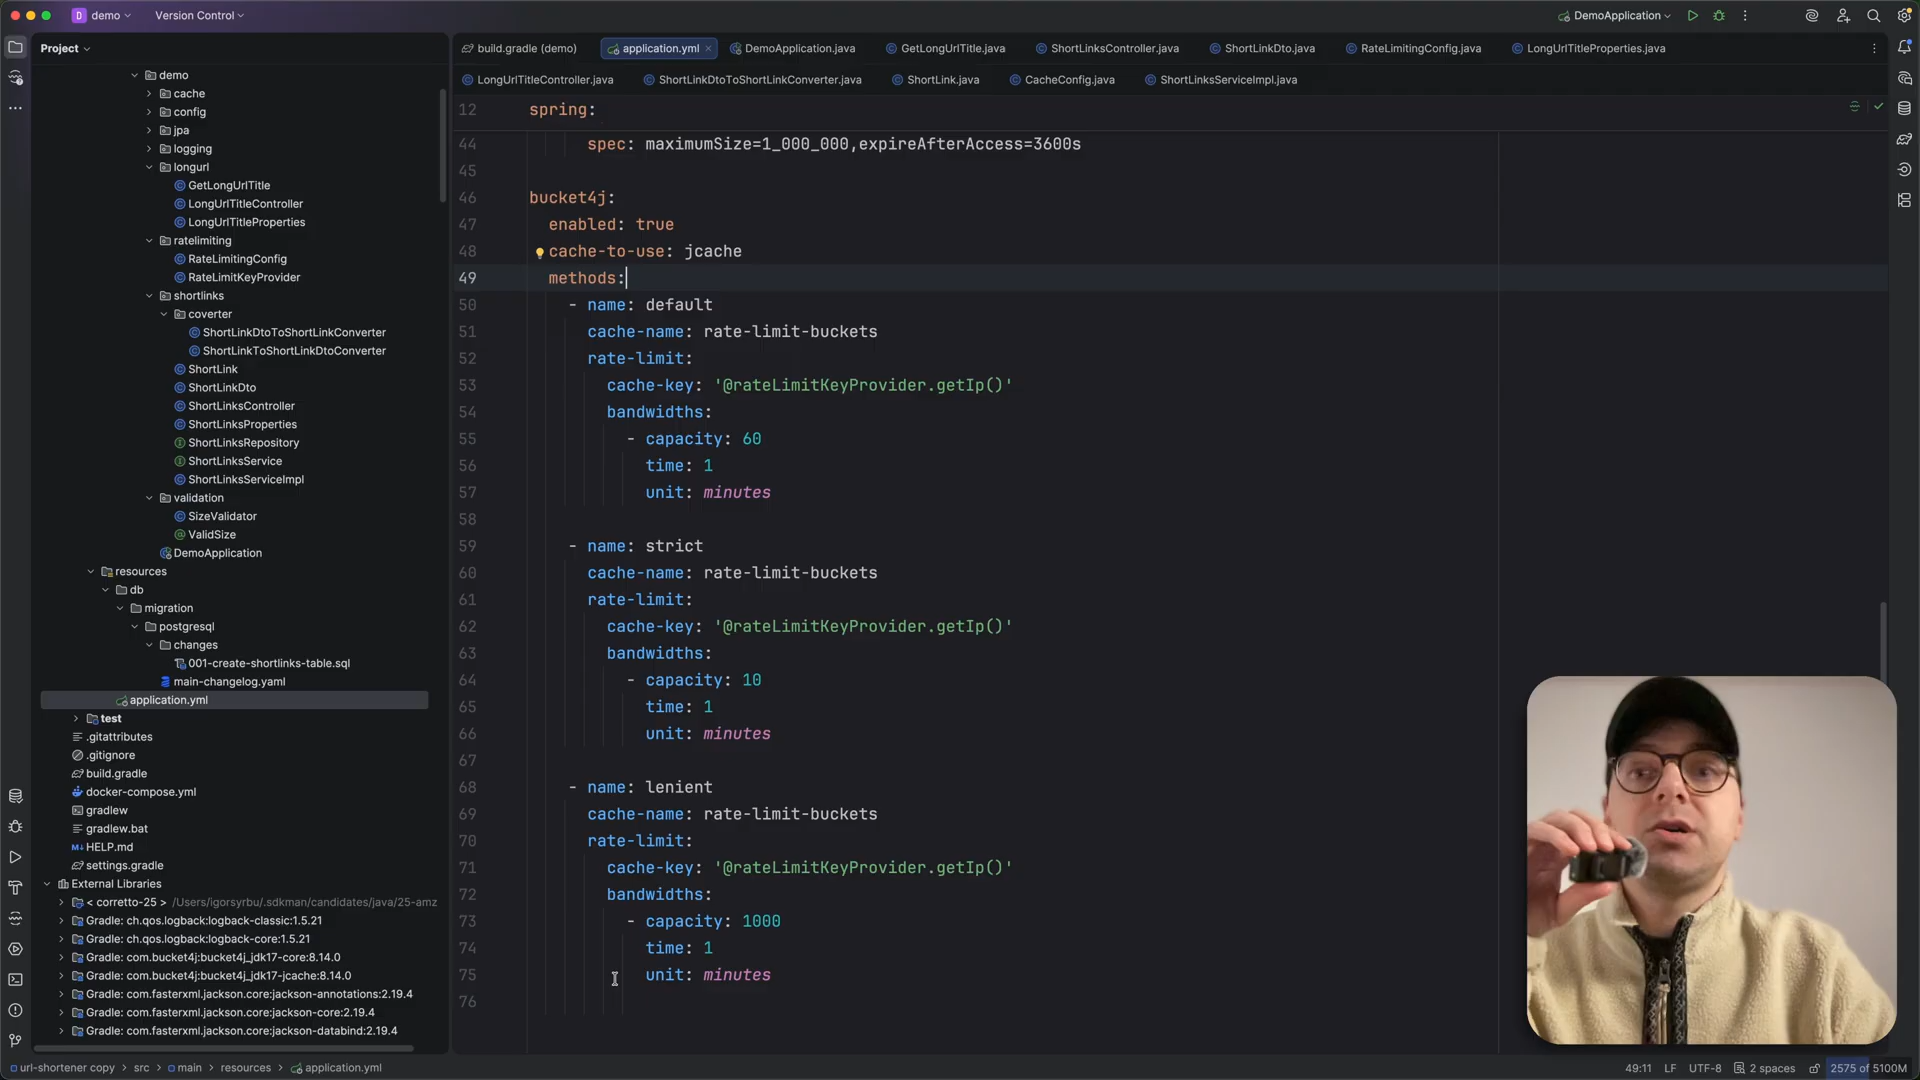 D demo
Version Control
DemoApplication
Project
build.gradle (demo)
application.yml
DemoApplication.java
GetLongUrlTitle.java
ShortLinksController.java
ShortLinkDto.java
RateLimitingConfig.java
LongUrlTitleProperties.java
LongUrlTitleController.java
ShortLinkDtoToShortLinkConverter.java
ShortLink.java
CacheConfig.java
ShortLinksServiceImpl.java
demo
cache
config
jpa
logging
longurl
GetLongUrlTitle
LongUrlTitleController
LongUrlTitleProperties
ratelimiting
RateLimitingConfig
RateLimitKeyProvider
shortlinks
coverter
ShortLinkDtoToShortLinkConverter
ShortLinkToShortLinkDtoConverter
ShortLink
ShortLinkDto
ShortLinksController
ShortLinksProperties
ShortLinksRepository
ShortLinksService
ShortLinksServiceImpl
validation
SizeValidator
ValidSize
DemoApplication
resources
db
migration
postgresql
changes
001-create-shortlinks-table.sql
main-changelog.yaml
application.yml
test
.gitattributes
.gitignore
build.gradle
docker-compose.yml
gradlew
gradlew.bat
HELP.md
settings.gradle
External Libraries
< corretto-25 > /Users/igorsyrbu/.sdkman/candidates/java/25-amz
Gradle: ch.qos.logback:logback-classic:1.5.21
Gradle: ch.qos.logback:logback-core:1.5.21
Gradle: com.bucket4j:bucket4j_jdk17-core:8.14.0
Gradle: com.bucket4j:bucket4j_jdk17-jcache:8.14.0
Gradle: com.fasterxml.jackson.core:jackson-annotations:2.19.4
Gradle: com.fasterxml.jackson.core:jackson-core:2.19.4
Gradle: com.fasterxml.jackson.core:jackson-databind:2.19.4
12 spring:
44 spec: maximumSize=1_000_000,expireAfterAccess=3600s
45
46 bucket4j:
47 enabled: true
48 cache-to-use: jcache
49 methods:
50 - name: default
51 cache-name: rate-limit-buckets
52 rate-limit:
53 cache-key: '@rateLimitKeyProvider.getIp()'
54 bandwidths:
55 - capacity: 60
56 time: 1
57 unit: minutes
58
59 - name: strict
60 cache-name: rate-limit-buckets
61 rate-limit:
62 cache-key: '@rateLimitKeyProvider.getIp()'
63 bandwidths:
64 - capacity: 10
65 time: 1
66 unit: minutes
67
68 - name: lenient
69 cache-name: rate-limit-buckets
70 rate-limit:
71 cache-key: '@rateLimitKeyProvider.getIp()'
72 bandwidths:
73 - capacity: 1000
74 time: 1
75 unit: minutes
76
url-shortener copy > src > main > resources > application.yml
49:11 LF UTF-8 2 spaces 2575 of 5100M